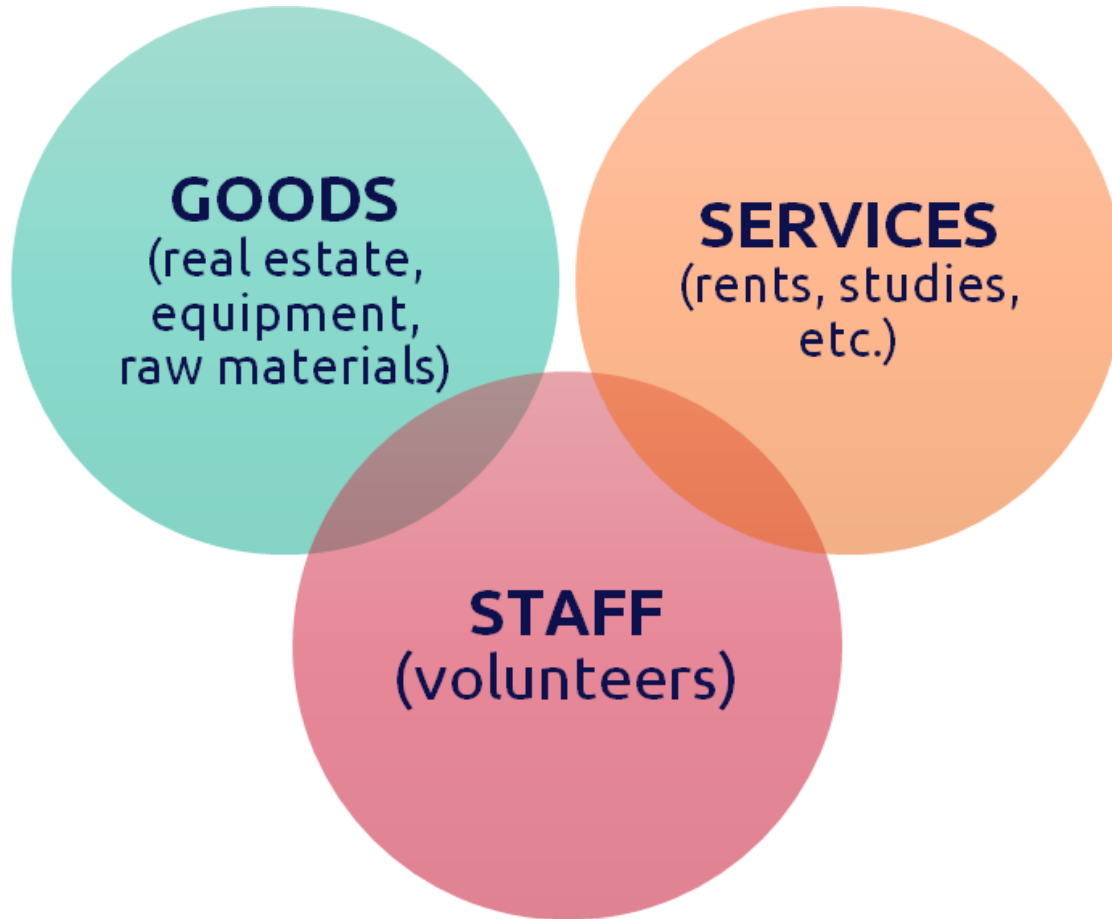 GOODS
(real estate,
equipment,
raw materials)
SERVICES
(rents, studies,
etc.)
STAFF
(volunteers)